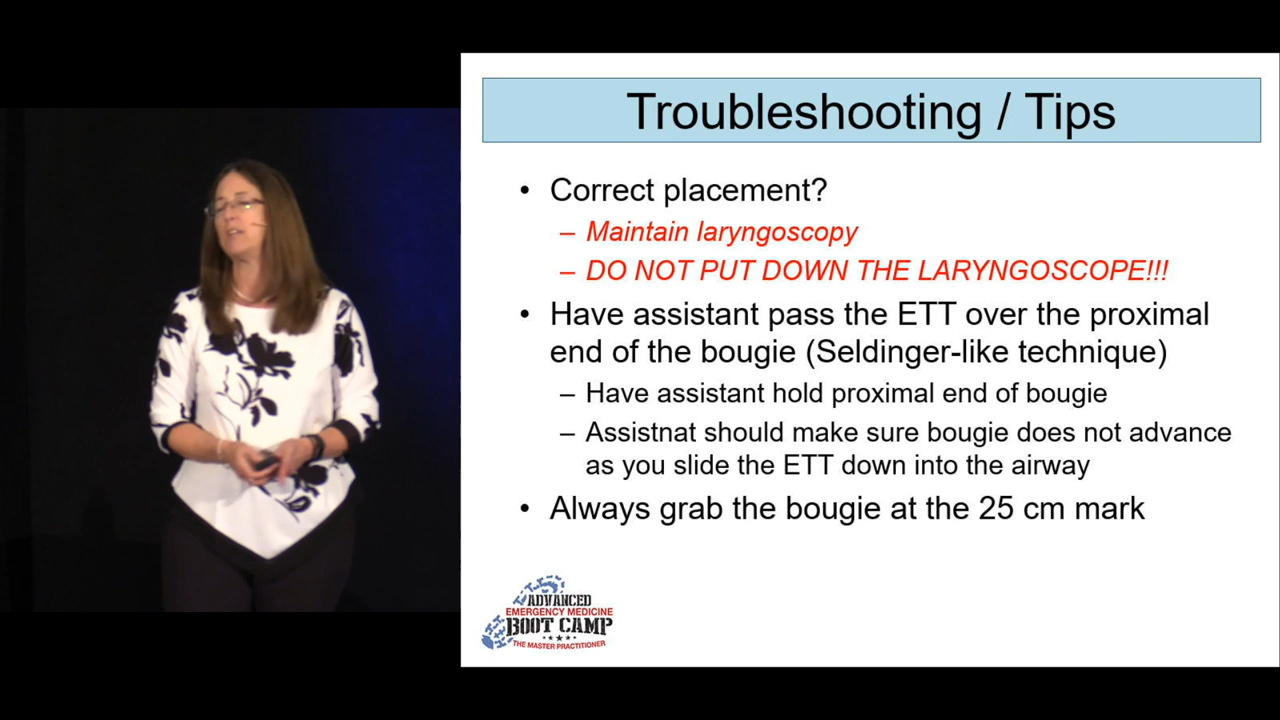 Troubleshooting / Tips
• Correct placement?
– Maintain laryngoscopy
– DO NOT PUT DOWN THE LARYNGOSCOPE!!!
• Have assistant pass the ETT over the proximal
end of the bougie (Seldinger-like technique)
– Have assistant hold proximal end of bougie
– Assistnat should make sure bougie does not advance
as you slide the ETT down into the airway
• Always grab the bougie at the 25 cm mark
ADVANCED
EMERGENCY MEDICINE
BOOT CAMP
THE MASTER PRACTITIONER